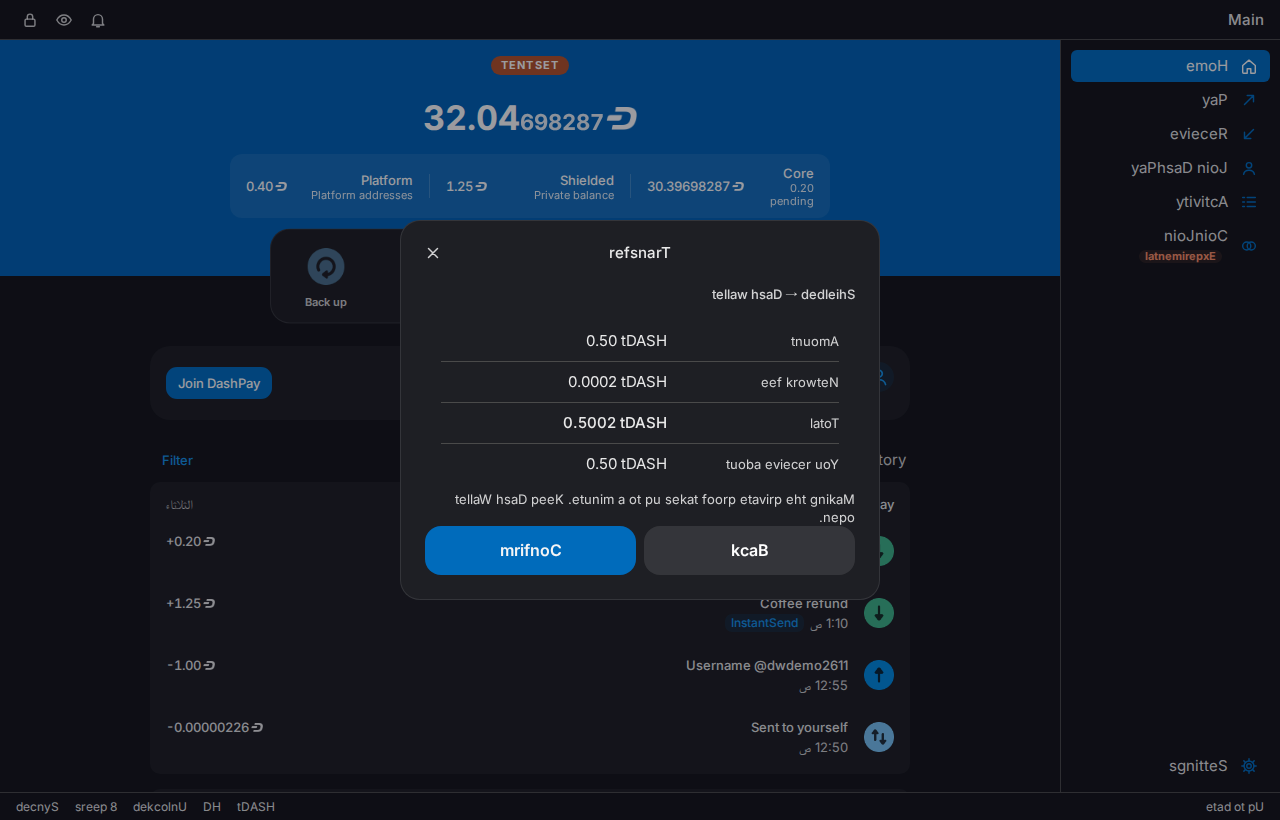 Main
TENTSET
32.04698287
Core
0.20
pending
30.39698287
Shielded
Private balance
1.25
Platform
Platform addresses
0.40
emoH
yaP
evieceR
yaPhsaD nioJ
ytivitcA
nioJnioC
latnemirepxE
sgnitteS
Back up
Join DashPay
tory
Filter
ay
الثلاثاء
+0.20
Coffee refund
1:10 ص
InstantSend
+1.25
Username @dwdemo2611
12:55 ص
-1.00
Sent to yourself
12:50 ص
-0.00000226
refsnarT
tellaw hsaD → dedleihS
tnuomA
0.50 tDASH
eef krowteN
0.0002 tDASH
latoT
0.5002 tDASH
tuoba eviecer uoY
0.50 tDASH
tellaW hsaD peeK .etunim a ot pu sekat foorp etavirp eht gnikaM
.nepo
kcaB
mrifnoC
etad ot pU
decnyS
sreep 8
dekcolnU
DH
tDASH